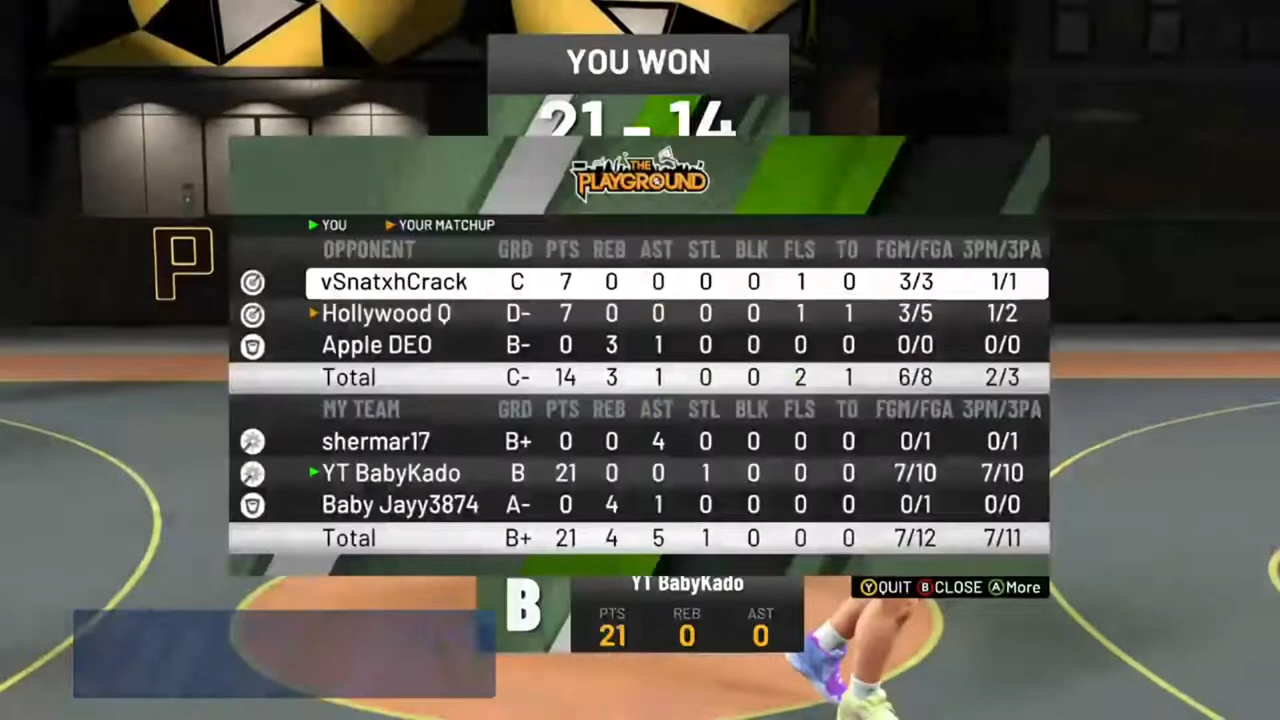 YOU WON
21 - 14
THE
PLAYGROUND
YOU YOUR MATCHUP
OPPONENT GRD PTS REB AST STL BLK FLS TO FGM/FGA 3PM/3PA
vSnatxhCrack C 7 0 0 0 0 1 0 3/3 1/1
Hollywood Q D- 7 0 0 0 0 1 1 3/5 1/2
Apple DEO B- 0 3 1 0 0 0 0 0/0 0/0
Total C- 14 3 1 0 0 2 1 6/8 2/3
MY TEAM GRD PTS REB AST STL BLK FLS TO FGM/FGA 3PM/3PA
shermar17 B+ 0 0 4 0 0 0 0 0/1 0/1
YT BabyKado B 21 0 0 1 0 0 0 7/10 7/10
Baby Jayy3874 A- 0 4 1 0 0 0 0 0/1 0/0
Total B+ 21 4 5 1 0 0 0 7/12 7/11
P
B YT BabyKado
PTS REB AST
21 0 0
Y QUIT B CLOSE A More